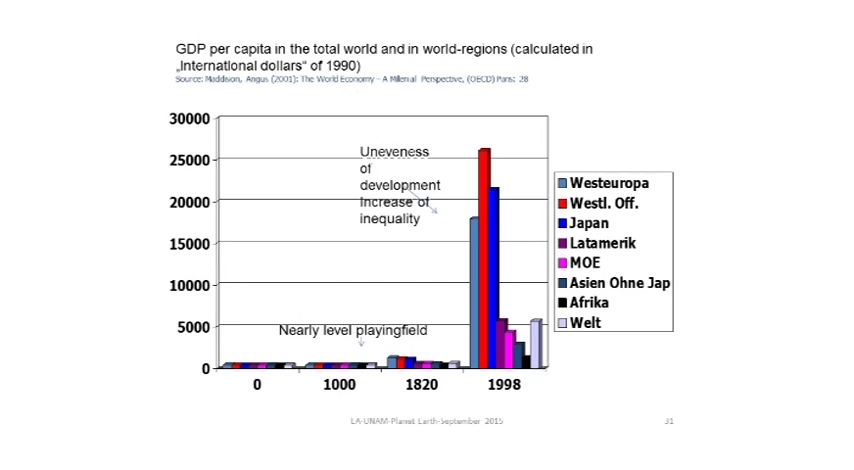 GDP per capita in the total world and in world-regions (calculated in
„International dollars“ of 1990)
Source: Maddison, Angus (2001): The World Economy – A Millenial Perspective, (OECD) Paris: 28
30000
25000
20000
15000
10000
5000
0
Uneveness
of
development
Increase of
inequality
Nearly level playingfield
0 1000 1820 1998
Westeuropa
Westl. Off.
Japan
Latamerik
MOE
Asien Ohne Jap
Afrika
Welt
LA-UNAM-Planet Earth-September 2015
31